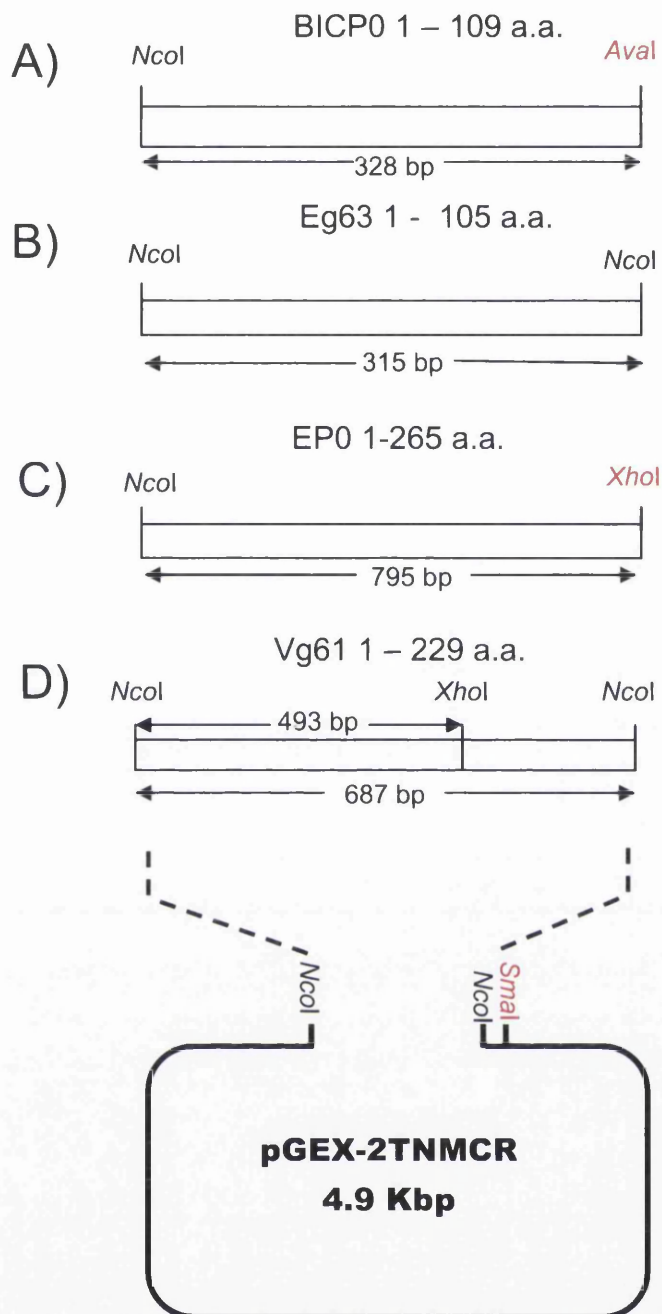 A)
BICP0 1 – 109 a.a.
NcoI AvaI
328 bp
B)
Eg63 1 - 105 a.a.
NcoI NcoI
315 bp
C)
EP0 1-265 a.a.
NcoI XhoI
795 bp
D)
Vg61 1 – 229 a.a.
NcoI XhoI NcoI
493 bp
687 bp
NcoI NcoI SmaI
pGEX-2TNMCR
4.9 Kbp